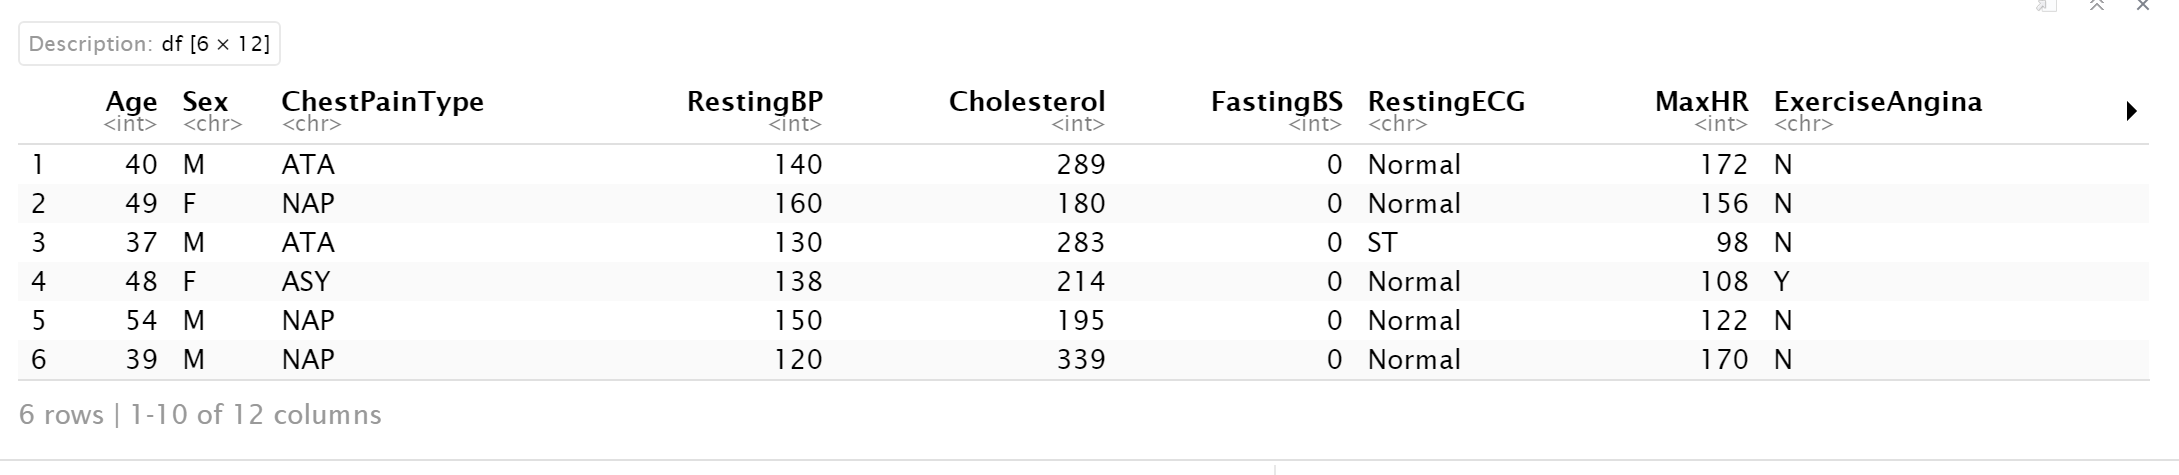 Description: df [6 × 12]
Age Sex ChestPainType RestingBP Cholesterol FastingBS RestingECG MaxHR ExerciseAngina
<int> <chr> <chr> <int> <int> <int> <chr> <int> <chr>
1 40 M ATA 140 289 0 Normal 172 N
2 49 F NAP 160 180 0 Normal 156 N
3 37 M ATA 130 283 0 ST 98 N
4 48 F ASY 138 214 0 Normal 108 Y
5 54 M NAP 150 195 0 Normal 122 N
6 39 M NAP 120 339 0 Normal 170 N
6 rows | 1-10 of 12 columns